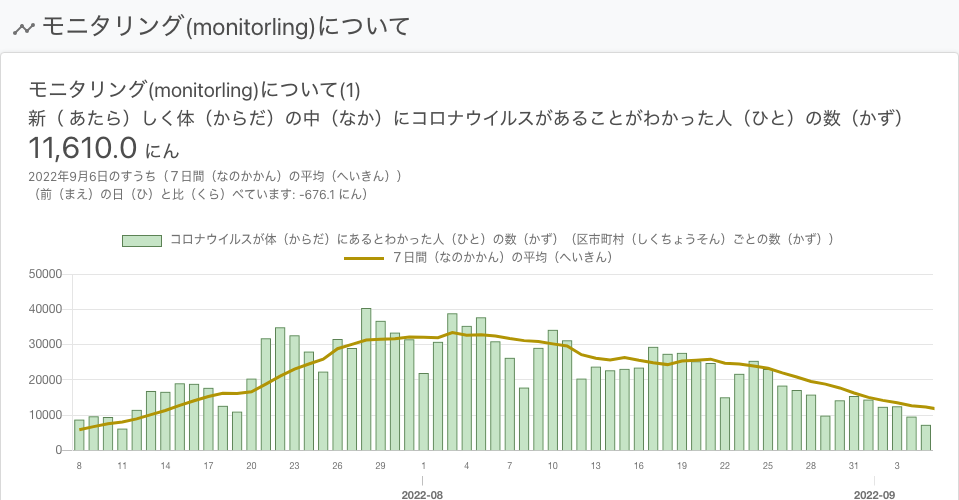 モニタリング(monitorling)について
モニタリング(monitorling)について(1)
新（ あたら）しく体（からだ）の中（なか）にコロナウイルスがあることがわかった人（ひと）の数（かず）
11,610.0 にん
2022年9月6日のすうち（７日間（なのかかん）の平均（へいきん））
（前（まえ）の日（ひ）と比（くら）べています: -676.1 にん）
コロナウイルスが体（からだ）にあるとわかった人（ひと）の数（かず）（区市町村（しくちょうそん）ごとの数（かず））
７日間（なのかかん）の平均（へいきん）
50000
40000
30000
20000
10000
0
8 11 14 17 20 23 26 29 1 4 7 10 13 16 19 22 25 28 31 3
2022-08 2022-09